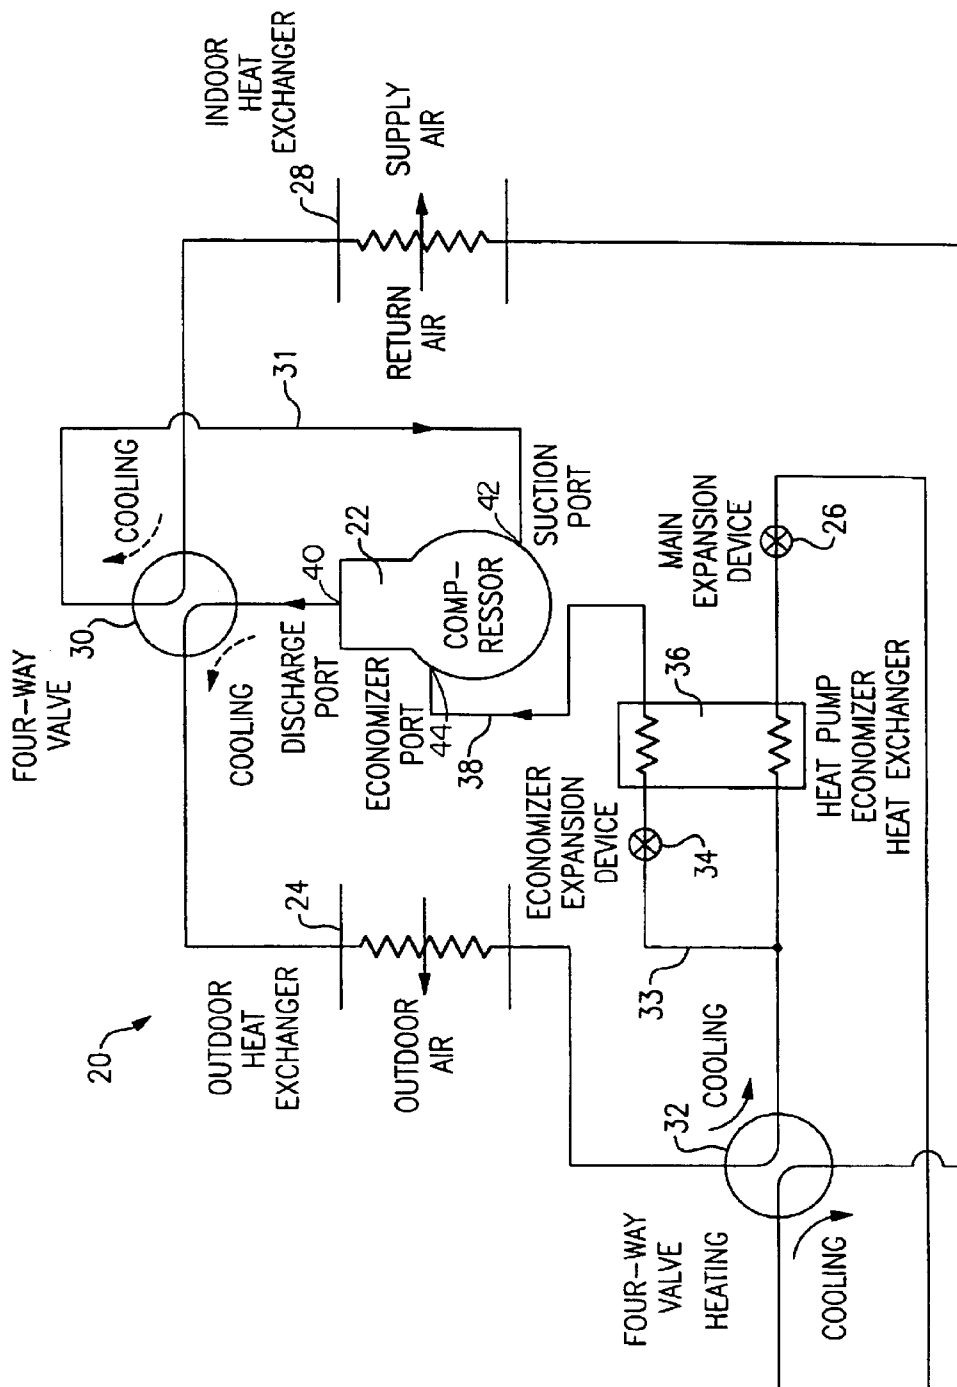 20
OUTDOOR
HEAT
EXCHANGER
24
OUTDOOR
AIR
FOUR-WAY
VALVE
30
COOLING
COOLING
31
INDOOR
HEAT
EXCHANGER
28
RETURN
AIR
SUPPLY
AIR
DISCHARGE
PORT
40
22
COMP-
RESSOR
42
SUCTION
PORT
ECONOMIZER
PORT
44
38
ECONOMIZER
EXPANSION
DEVICE
34
33
36
HEAT PUMP
ECONOMIZER
HEAT EXCHANGER
MAIN
EXPANSION
DEVICE
26
FOUR-WAY
VALVE
HEATING
32
COOLING
COOLING